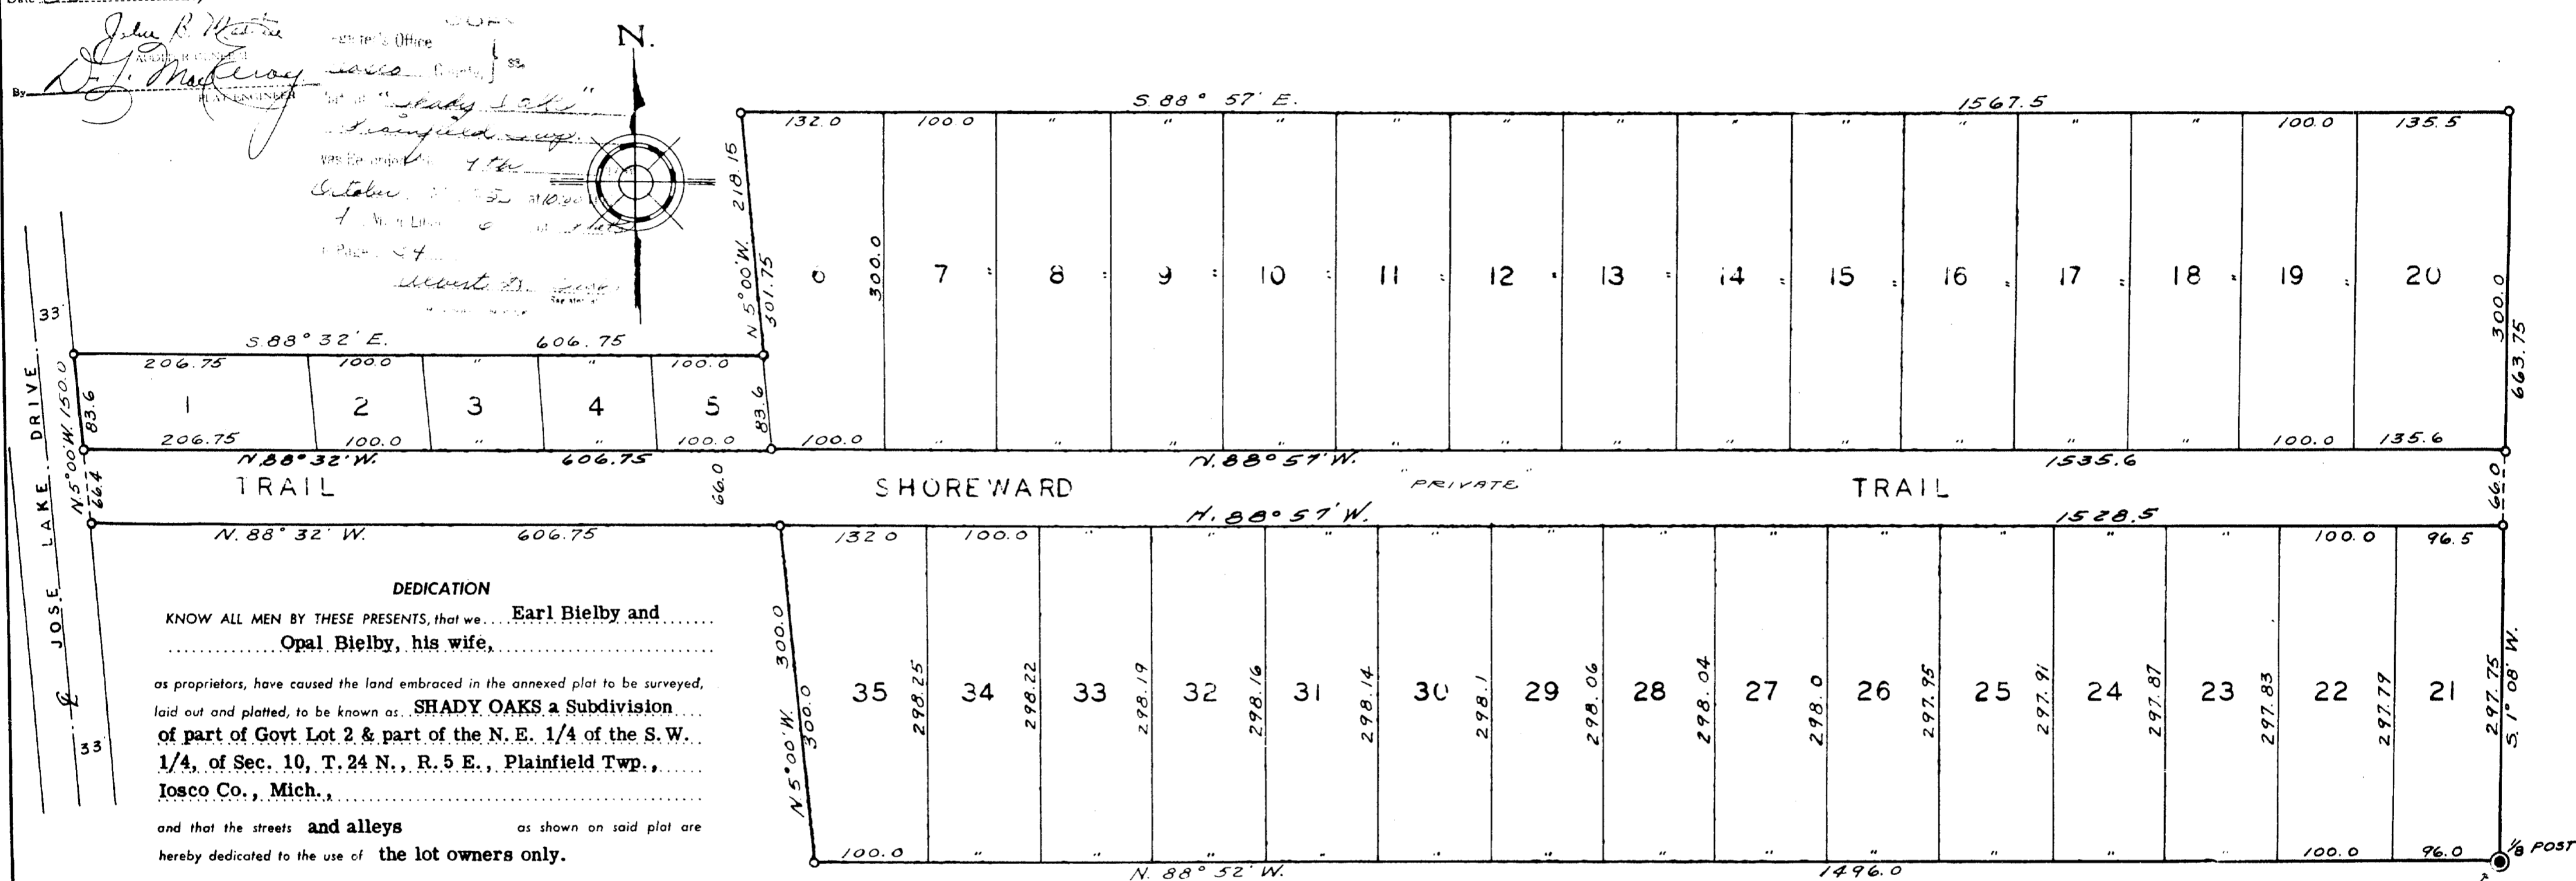 By
PLAT ENGINEER
Office
N.
S. 88° 57' E. 1567.5
132.0 100.0 " " " " " " " " " " " 100.0 135.5
N 5°00'W. 218.15
301.75
300.0
6 7 " 8 " 9 " 10 " 11 " 12 " 13 " 14 " 15 " 16 " 17 " 18 " 19 " 20
300.0
663.75
100.0 " " " " " " " " " " " " 100.0 135.6
33'
S. 88° 32' E. 606.75
206.75 100.0 " " 100.0
1 2 3 4 5
206.75 100.0 " " 100.0
N. 5°00'W. 150.0
83.6
83.6
66.4
N. 88° 32' W. 606.75
N. 88° 57' W. 1535.6
TRAIL 66.0 SHOREWARD "PRIVATE" TRAIL 66.0
N. 88° 32' W. 606.75
N. 88° 57' W. 1528.5
JOSE LAKE DRIVE
33'
132.0 100.0 " " " " " " " " " " " 100.0 96.5
N. 5°00'W. 300.0
300.0
35 298.25 34 298.22 33 298.19 32 298.16 31 298.14 30 298.1 29 298.06 28 298.04 27 298.0 26 297.95 25 297.91 24 297.87 23 297.83 22 297.79 21 297.75
S. 1° 08' W.
100.0 " " " " " " " " " " " " 100.0 96.0
N. 88° 52' W. 1496.0
1/8 POST
DEDICATION
KNOW ALL MEN BY THESE PRESENTS, that we Earl Bielby and
Opal Bielby, his wife,
as proprietors, have caused the land embraced in the annexed plat to be surveyed,
laid out and platted, to be known as SHADY OAKS a Subdivision
of part of Govt Lot 2 & part of the N. E. 1/4 of the S. W.
1/4, of Sec. 10, T. 24 N., R. 5 E., Plainfield Twp.,
Iosco Co., Mich.,
and that the streets and alleys as shown on said plat are
hereby dedicated to the use of the lot owners only.